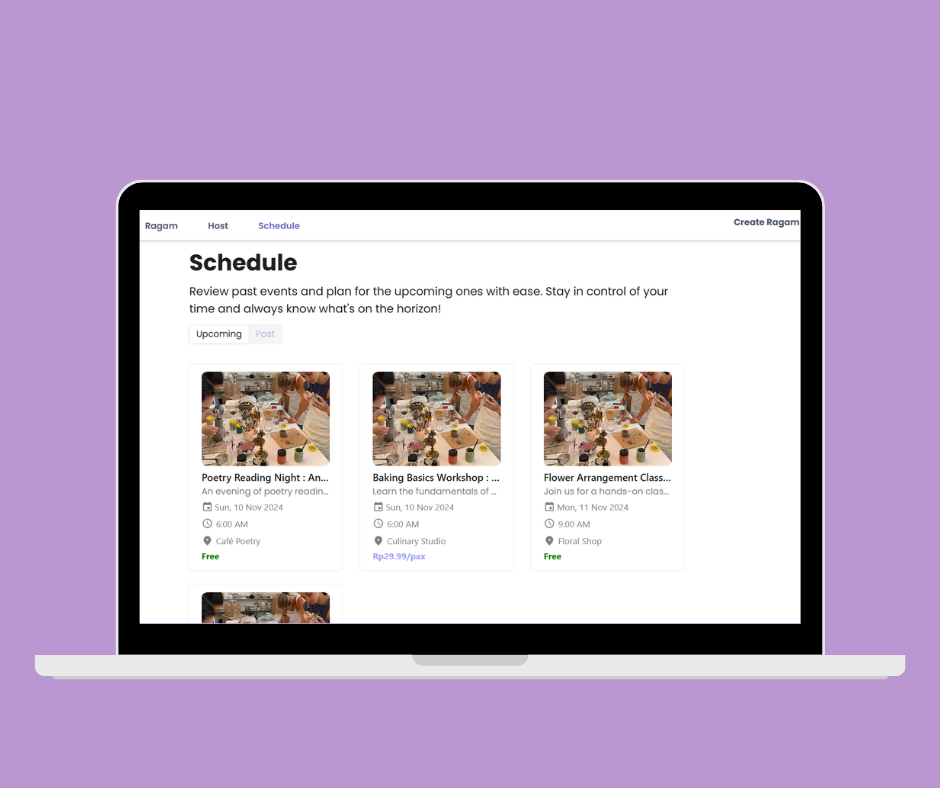 Ragam Host Schedule Create Ragam
Schedule
Review past events and plan for the upcoming ones with ease. Stay in control of your
time and always know what's on the horizon!
Upcoming Past
Poetry Reading Night : An...
An evening of poetry readin...
Sun, 10 Nov 2024
6:00 AM
Café Poetry
Free
Baking Basics Workshop : ...
Learn the fundamentals of ...
Sun, 10 Nov 2024
6:00 AM
Culinary Studio
Rp29.99/pax
Flower Arrangement Class...
Join us for a hands-on clas...
Mon, 11 Nov 2024
9:00 AM
Floral Shop
Free